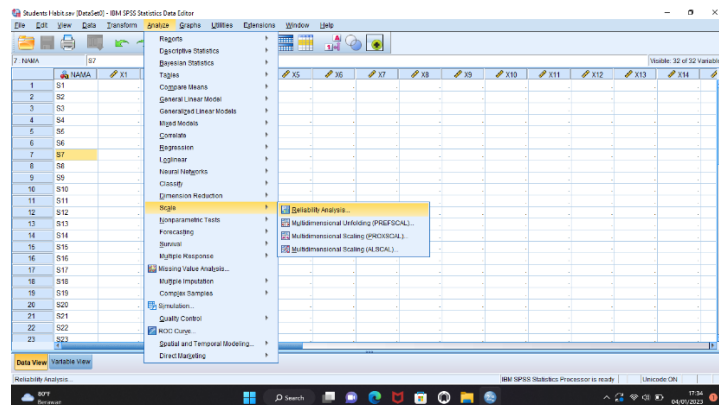 Students Habit.sav [DataSet0] - IBM SPSS Statistics Data Editor
File Edit View Data Transform Analyze Graphs Utilities Extensions Window Help
7 : NAMA S7 Visible: 32 of 32 Variables
NAMA X1 X5 X6 X7 X8 X9 X10 X11 X12 X13 X14
1 S1
2 S2
3 S3
4 S4
5 S5
6 S6
7 S7
8 S8
9 S9
10 S10
11 S11
12 S12
13 S13
14 S14
15 S15
16 S16
17 S17
18 S18
19 S19
20 S20
21 S21
22 S22
23 S23
Reports
Descriptive Statistics
Bayesian Statistics
Tables
Compare Means
General Linear Model
Generalized Linear Models
Mixed Models
Correlate
Regression
Loglinear
Neural Networks
Classify
Dimension Reduction
Scale
Nonparametric Tests
Forecasting
Survival
Multiple Response
Missing Value Analysis...
Multiple Imputation
Complex Samples
Simulation...
Quality Control
ROC Curve...
Spatial and Temporal Modeling...
Direct Marketing
Reliability Analysis...
Multidimensional Unfolding (PREFSCAL)...
Multidimensional Scaling (PROXSCAL)...
Multidimensional Scaling (ALSCAL)...
Data View Variable View
Reliability Analysis... IBM SPSS Statistics Processor is ready Unicode:ON
80°F
Berawan
Search
17:34
04/01/2023